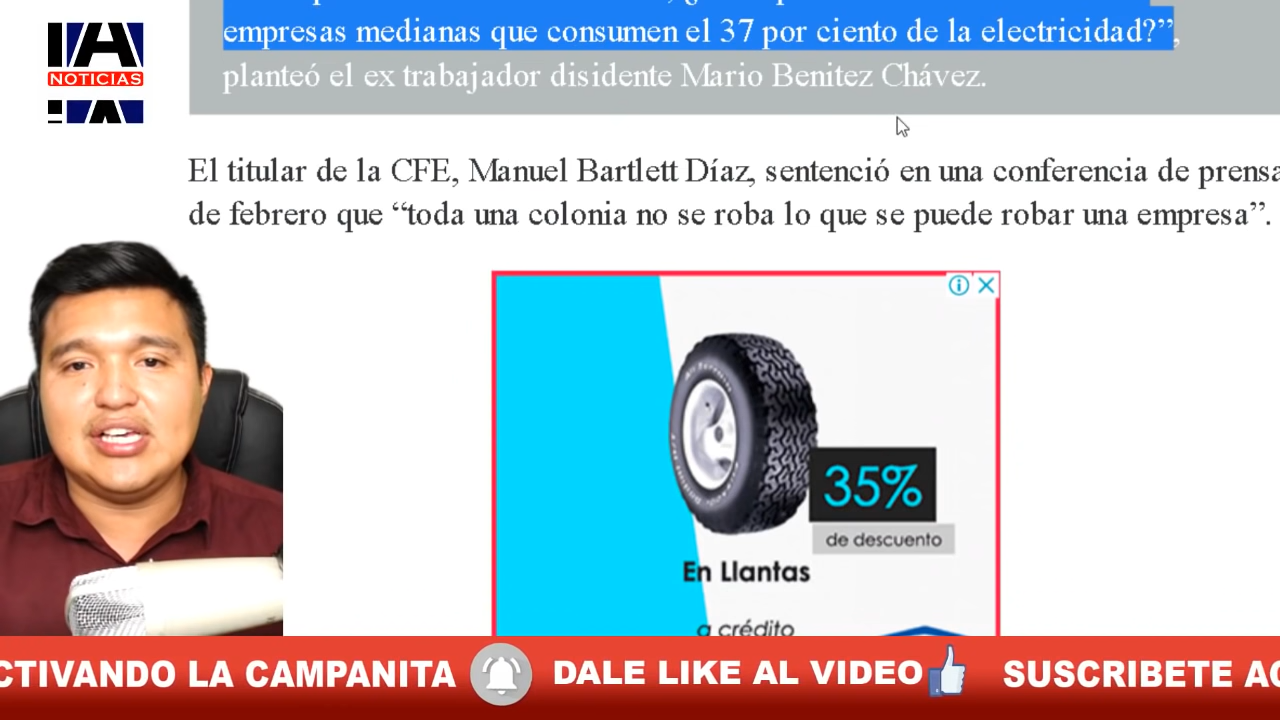 IA
NOTICIAS
empresas medianas que consumen el 37 por ciento de la electricidad?”,
planteó el ex trabajador disidente Mario Benitez Chávez.
El titular de la CFE, Manuel Bartlett Díaz, sentenció en una conferencia de prensa
de febrero que “toda una colonia no se roba lo que se puede robar una empresa”.
35%
de descuento
En Llantas
a crédito
CTIVANDO LA CAMPANITA DALE LIKE AL VIDEO SUSCRIBETE AC